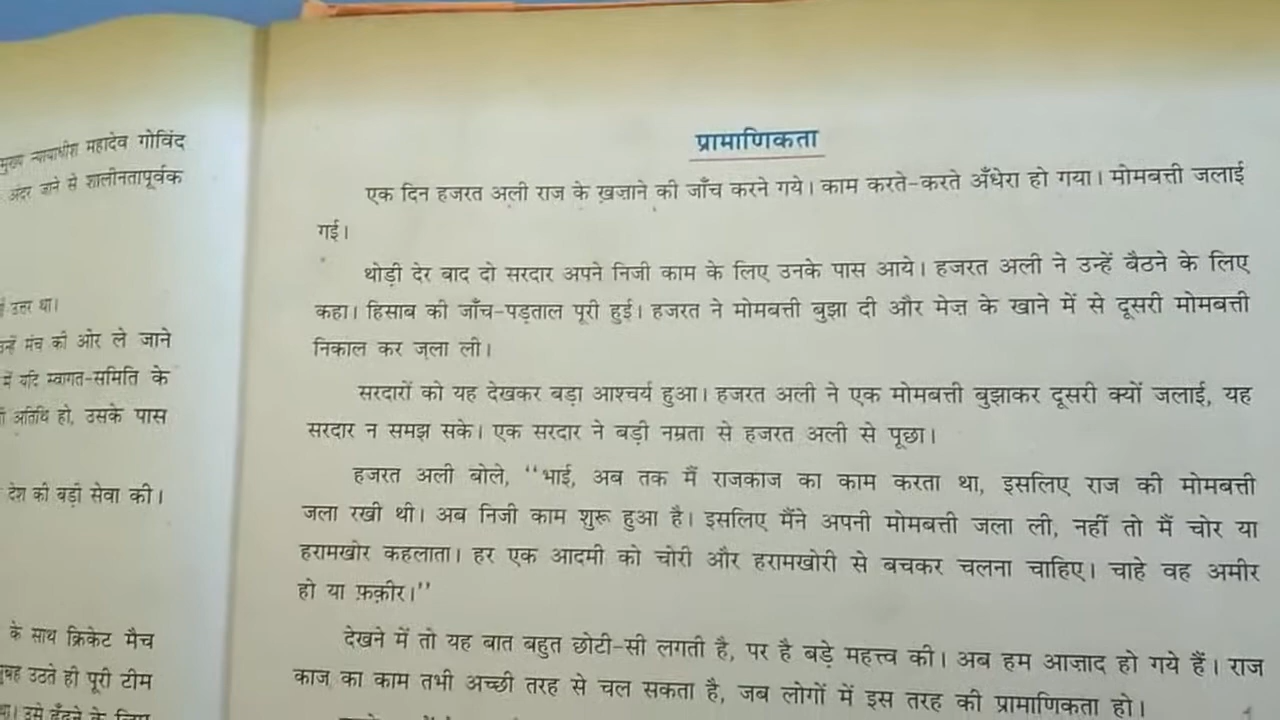 मुख्य न्यायाधीश महादेव गोविंद
अंदर जाने से शालीनतापूर्वक
उत्तर था।
मंच की ओर ले जाने
में यदि स्वागत-समिति के
अतिथि हो, उसके पास
देश की बड़ी सेवा की।
के साथ क्रिकेट मैच
उठते ही पूरी टीम
प्रामाणिकता
एक दिन हजरत अली राज के ख़ज़ाने की जाँच करने गये। काम करते-करते अँधेरा हो गया। मोमबत्ती जलाई
गई।
थोड़ी देर बाद दो सरदार अपने निजी काम के लिए उनके पास आये। हजरत अली ने उन्हें बैठने के लिए
कहा। हिसाब की जाँच-पड़ताल पूरी हुई। हजरत ने मोमबत्ती बुझा दी और मेज़ के खाने में से दूसरी मोमबत्ती
निकाल कर जला ली।
सरदारों को यह देखकर बड़ा आश्चर्य हुआ। हजरत अली ने एक मोमबत्ती बुझाकर दूसरी क्यों जलाई, यह
सरदार न समझ सके। एक सरदार ने बड़ी नम्रता से हजरत अली से पूछा।
हजरत अली बोले, ''भाई, अब तक मैं राजकाज का काम करता था, इसलिए राज की मोमबत्ती
जला रखी थी। अब निजी काम शुरू हुआ है। इसलिए मैंने अपनी मोमबत्ती जला ली, नहीं तो मैं चोर या
हरामखोर कहलाता। हर एक आदमी को चोरी और हरामखोरी से बचकर चलना चाहिए। चाहे वह अमीर
हो या फ़क़ीर।''
देखने में तो यह बात बहुत छोटी-सी लगती है, पर है बड़े महत्त्व की। अब हम आज़ाद हो गये हैं। राज
काज का काम तभी अच्छी तरह से चल सकता है, जब लोगों में इस तरह की प्रामाणिकता हो।